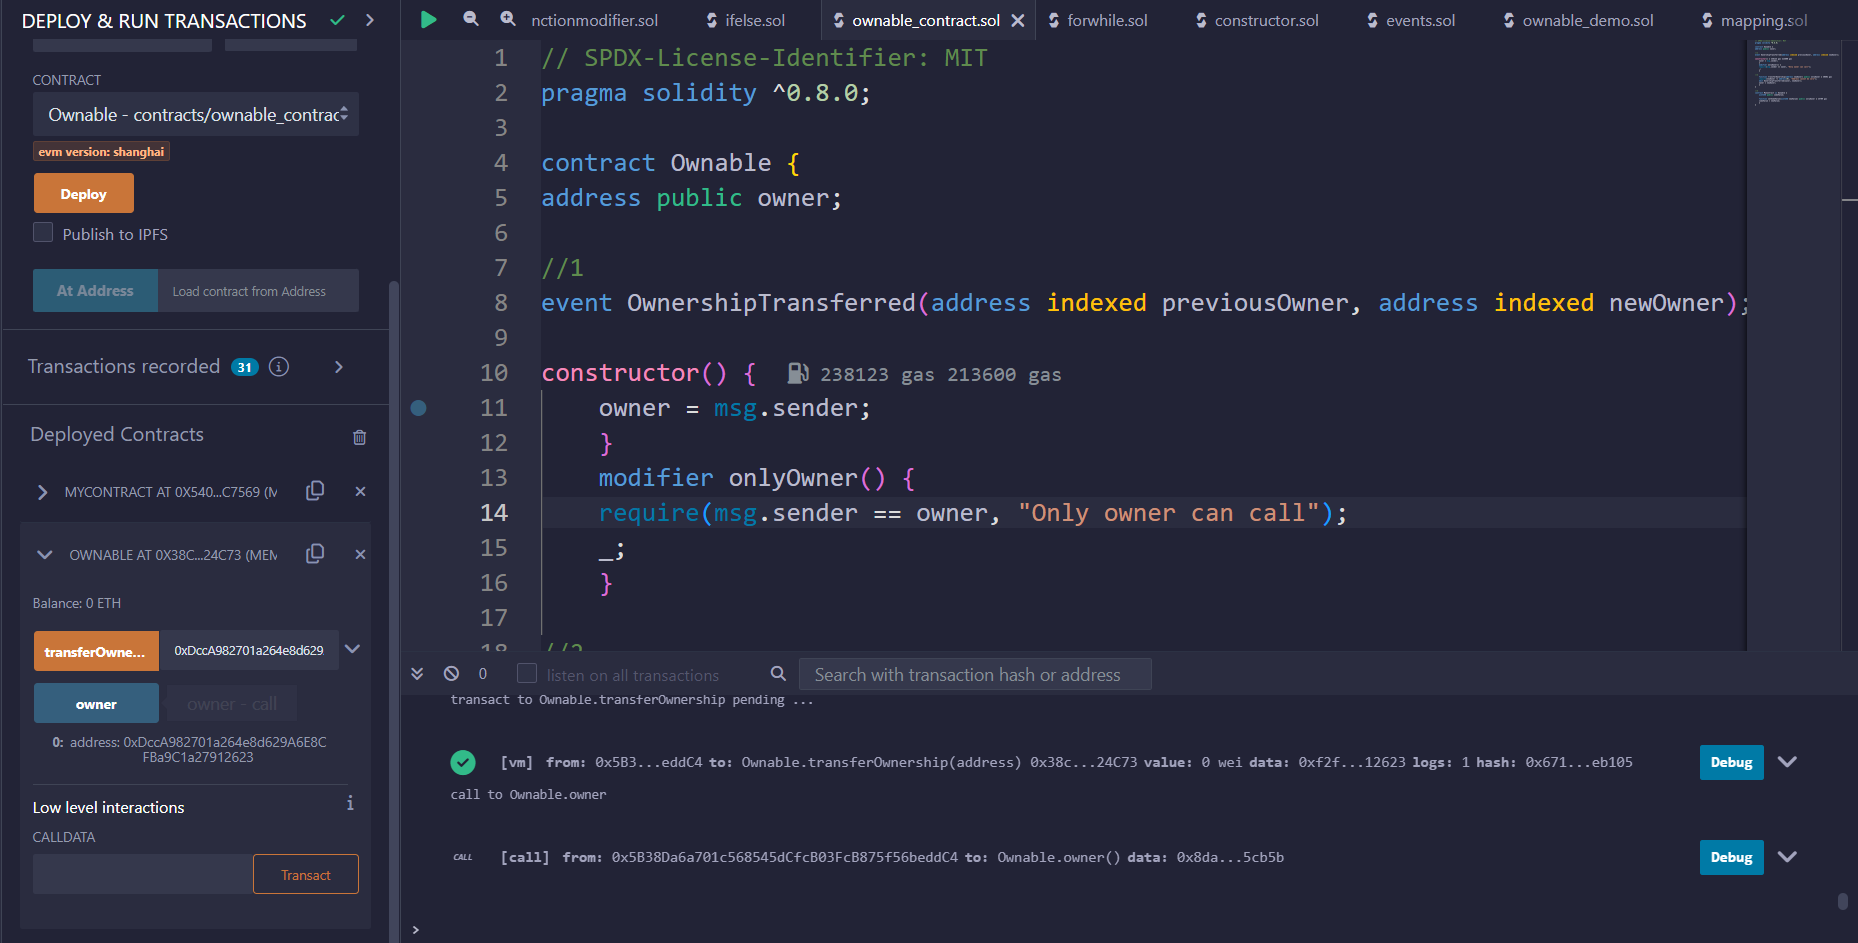 DEPLOY & RUN TRANSACTIONS
CONTRACT
Ownable - contracts/ownable_contrac
evm version: shanghai
Deploy
Publish to IPFS
At Address
Load contract from Address
Transactions recorded 31 i
Deployed Contracts
MYCONTRACT AT 0X540...C7569 (M
OWNABLE AT 0X38C...24C73 (MEM
Balance: 0 ETH
transferOwne...
0xDccA982701a264e8d629
owner
owner - call
0: address: 0xDccA982701a264e8d629A6E8C
FBa9C1a27912623
Low level interactions
i
CALLDATA
Transact
nctionmodifier.sol
ifelse.sol
ownable_contract.sol
forwhile.sol
constructor.sol
events.sol
ownable_demo.sol
mapping.sol
1 // SPDX-License-Identifier: MIT
2 pragma solidity ^0.8.0;
3
4 contract Ownable {
5 address public owner;
6
7 //1
8 event OwnershipTransferred(address indexed previousOwner, address indexed newOwner);
9
10 constructor() { 238123 gas 213600 gas
11 owner = msg.sender;
12 }
13 modifier onlyOwner() {
14 require(msg.sender == owner, "Only owner can call");
15 _;
16 }
17
18 //2
0
listen on all transactions
Search with transaction hash or address
transact to Ownable.transferOwnership pending ...
[vm] from: 0x5B3...eddC4 to: Ownable.transferOwnership(address) 0x38c...24C73 value: 0 wei data: 0xf2f...12623 logs: 1 hash: 0x671...eb105
Debug
call to Ownable.owner
CALL [call] from: 0x5B38Da6a701c568545dCfcB03FcB875f56beddC4 to: Ownable.owner() data: 0x8da...5cb5b
Debug
>